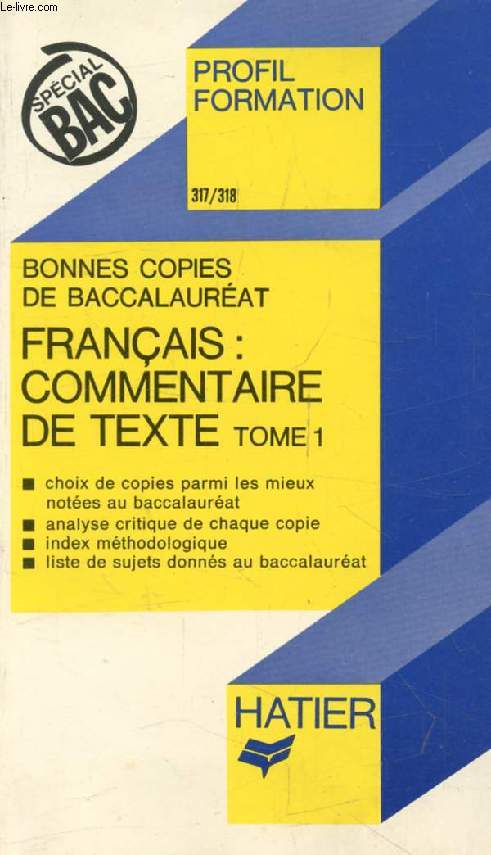 Le-livre.com
SPÉCIAL
BAC
PROFIL
FORMATION
317/318
BONNES COPIES
DE BACCALAURÉAT
FRANÇAIS :
COMMENTAIRE
DE TEXTE TOME 1
■ choix de copies parmi les mieux
notées au baccalauréat
■ analyse critique de chaque copie
■ index méthodologique
■ liste de sujets donnés au baccalauréat
HATIER